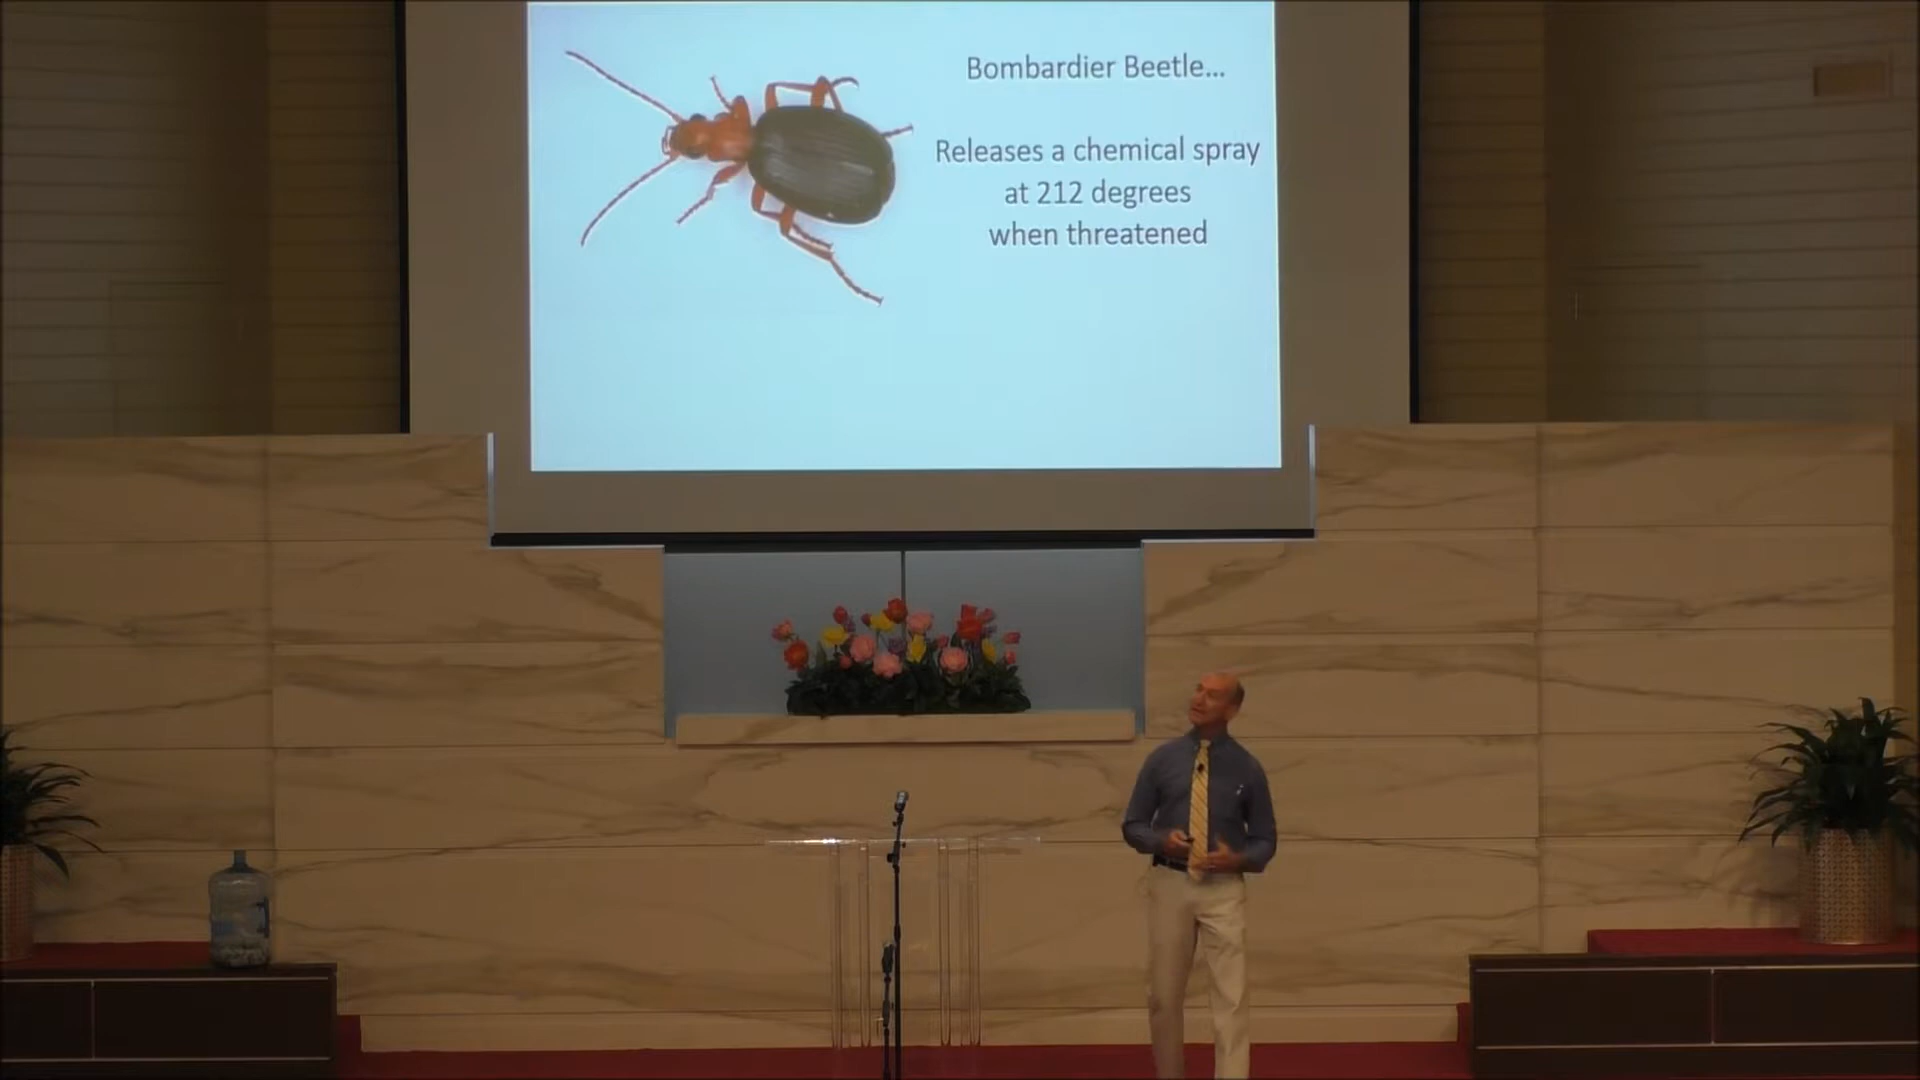 Bombardier Beetle...
Releases a chemical spray
at 212 degrees
when threatened